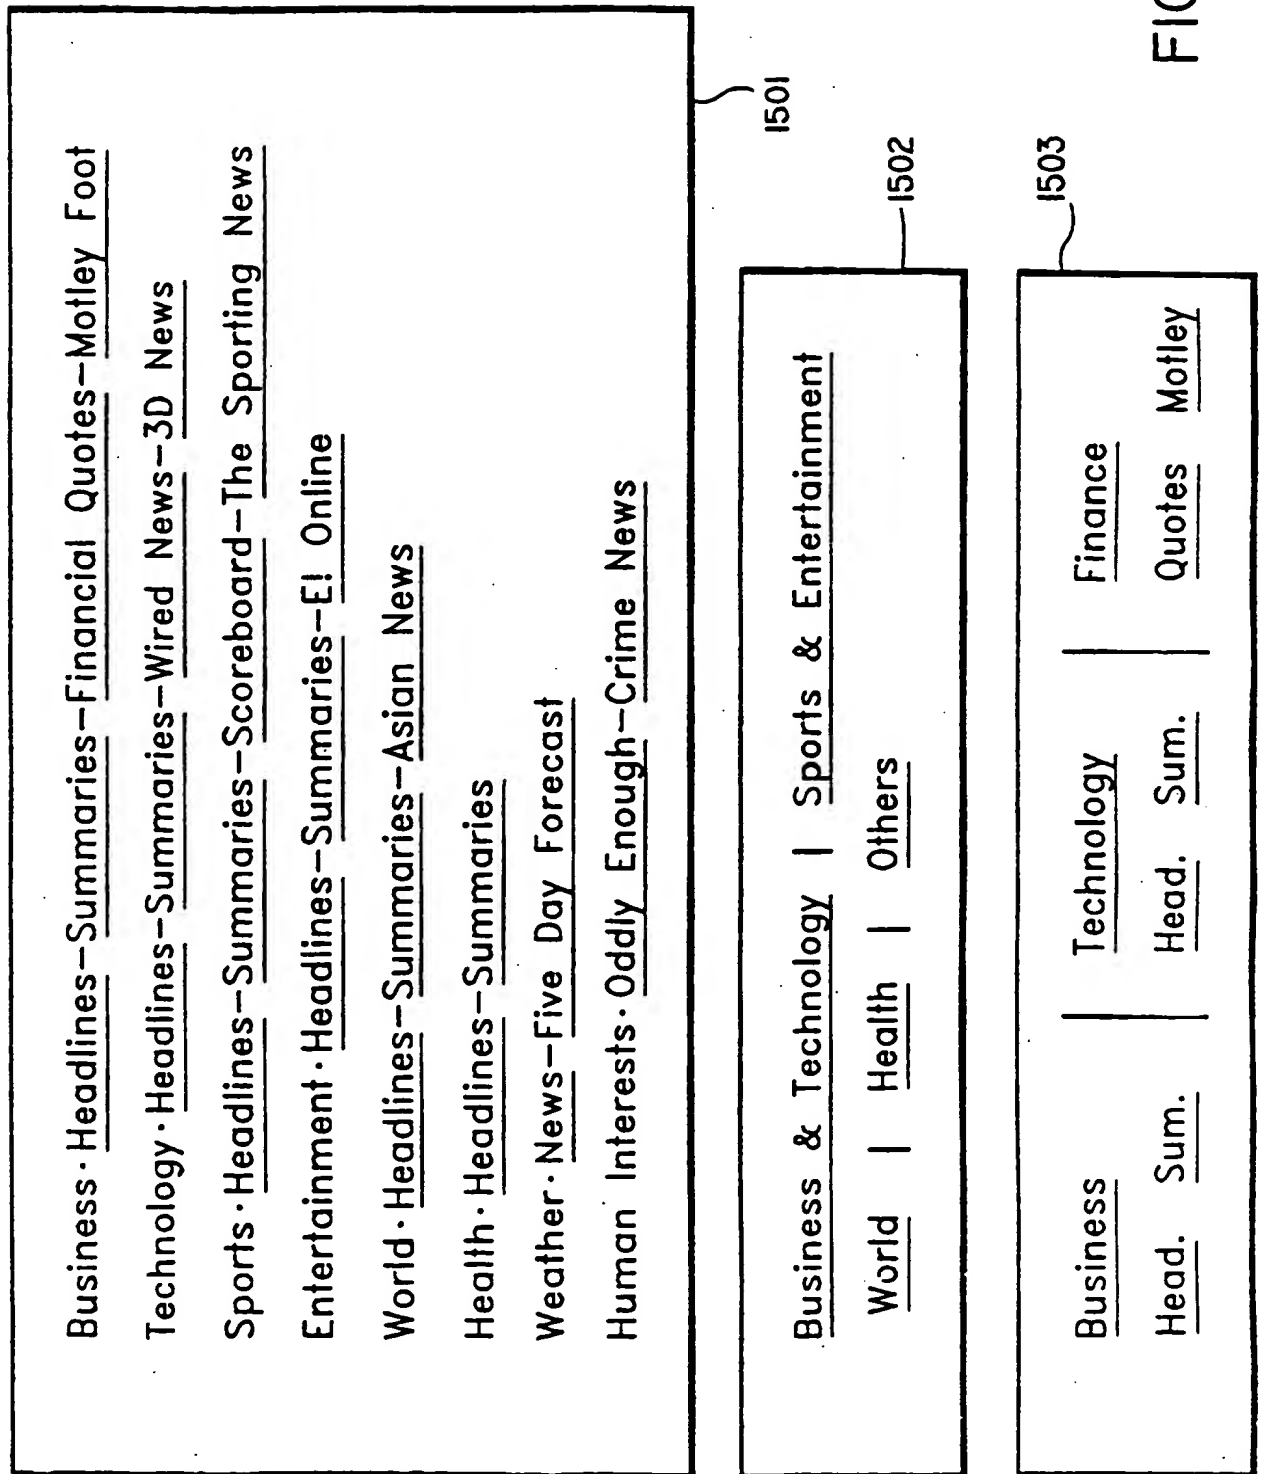 Business · Headlines-Summaries-Financial Quotes-Motley Foot
Technology · Headlines-Summaries-Wired News-3D News
Sports · Headlines-Summaries-Scoreboard-The Sporting News
Entertainment · Headlines-Summaries-E! Online
World · Headlines-Summaries-Asian News
Health · Headlines-Summaries
Weather · News-Five Day Forecast
Human Interests · Oddly Enough-Crime News
1501
Business & Technology | Sports & Entertainment
World | Health | Others
1502
Business | Technology | Finance
Head. Sum. | Head. Sum. | Quotes Motley
1503